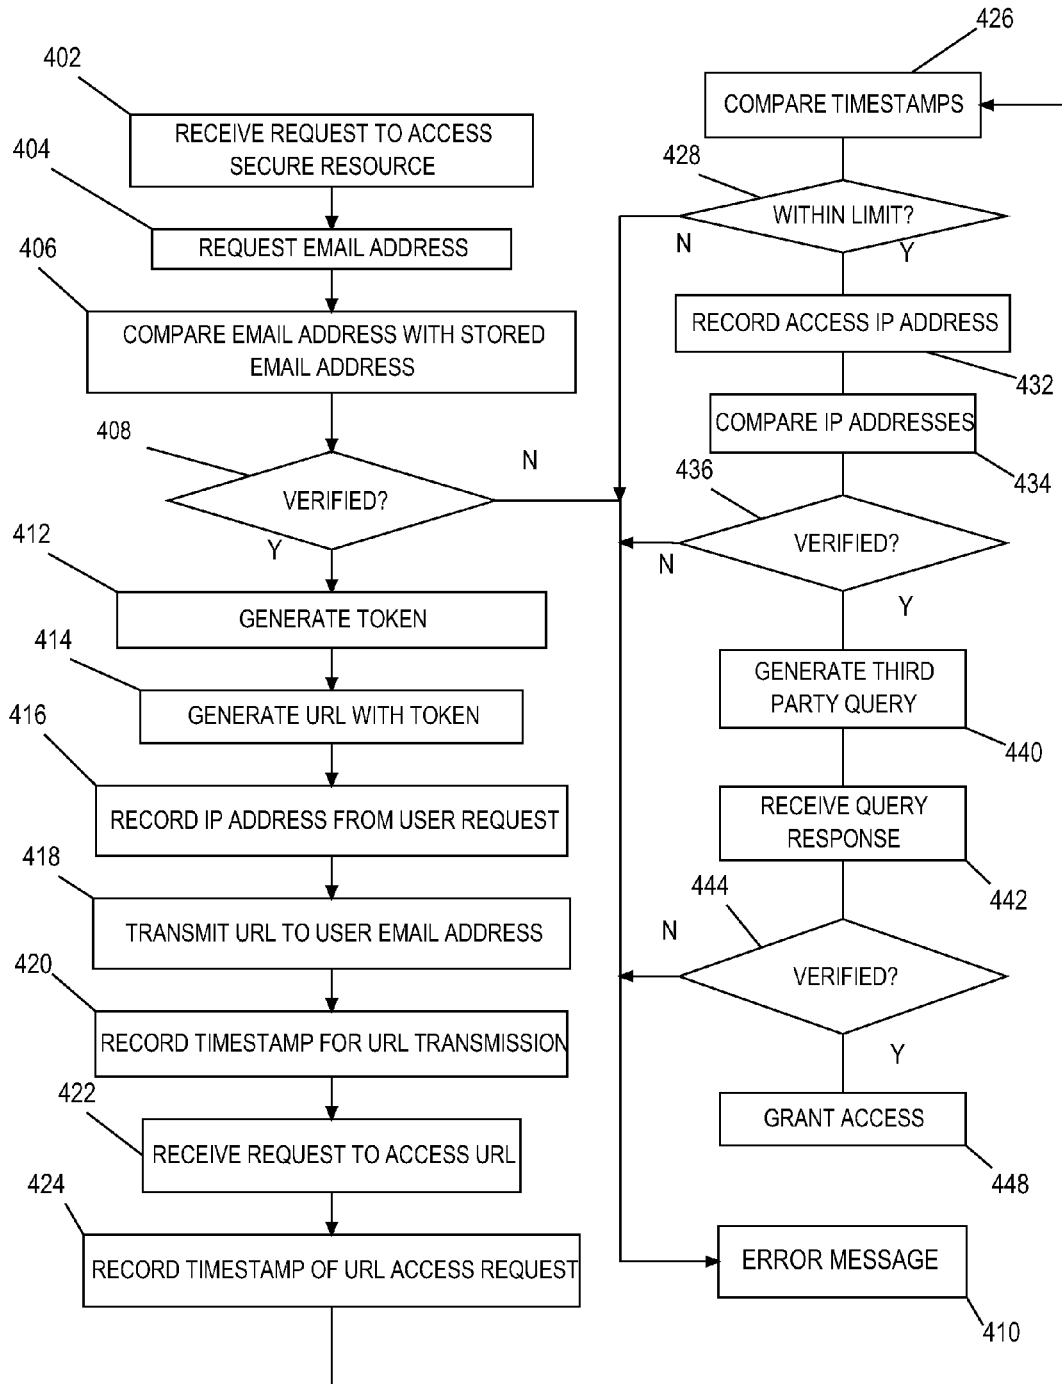 402
RECEIVE REQUEST TO ACCESS
SECURE RESOURCE
404
REQUEST EMAIL ADDRESS
406
COMPARE EMAIL ADDRESS WITH STORED
EMAIL ADDRESS
408
VERIFIED?
N
Y
412
GENERATE TOKEN
414
GENERATE URL WITH TOKEN
416
RECORD IP ADDRESS FROM USER REQUEST
418
TRANSMIT URL TO USER EMAIL ADDRESS
420
RECORD TIMESTAMP FOR URL TRANSMISSION
422
RECEIVE REQUEST TO ACCESS URL
424
RECORD TIMESTAMP OF URL ACCESS REQUEST
426
COMPARE TIMESTAMPS
428
WITHIN LIMIT?
N
Y
RECORD ACCESS IP ADDRESS
432
COMPARE IP ADDRESSES
434
436
VERIFIED?
N
Y
GENERATE THIRD
PARTY QUERY
440
RECEIVE QUERY
RESPONSE
442
444
N
VERIFIED?
Y
GRANT ACCESS
448
ERROR MESSAGE
410